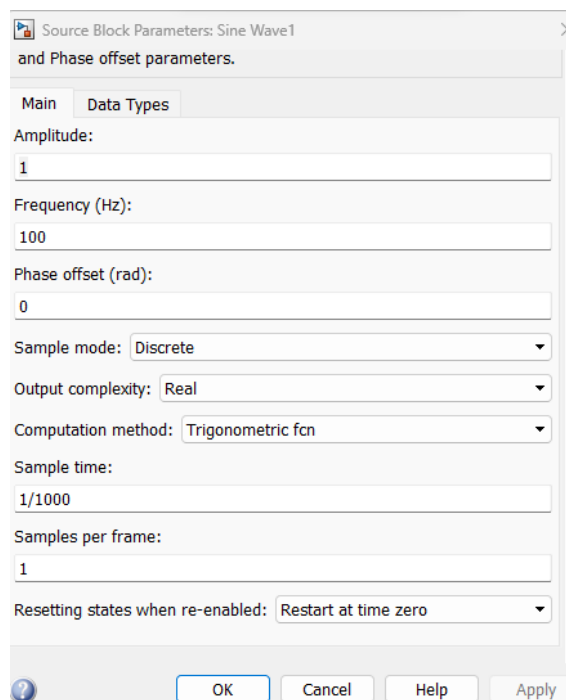 Source Block Parameters: Sine Wave1
and Phase offset parameters.
Main Data Types
Amplitude:
1
Frequency (Hz):
100
Phase offset (rad):
0
Sample mode: Discrete
Output complexity: Real
Computation method: Trigonometric fcn
Sample time:
1/1000
Samples per frame:
1
Resetting states when re-enabled: Restart at time zero
? OK Cancel Help Apply